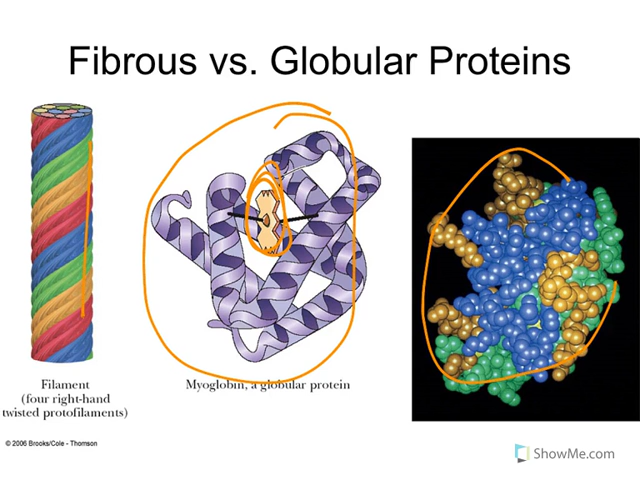 Fibrous vs. Globular Proteins
Filament
(four right-hand
twisted protofilaments)
Myoglobin, a globular protein
© 2006 Brooks/Cole - Thomson
ShowMe.com